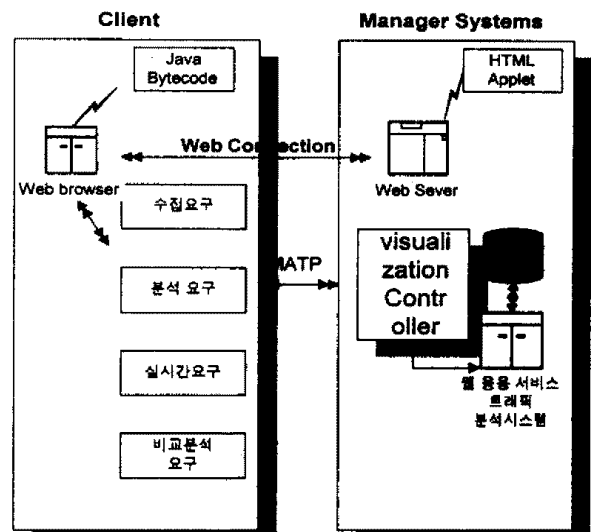 Client
Manager Systems
Java
Bytecode
HTML
Applet
Web Connection
Web browser
Web Sever
수집요구
분석 요구
실시간요구
비교분석
요구
MATP
visuali
zation
Contr
oller
웹 응용 서비스
트래픽
분석시스템